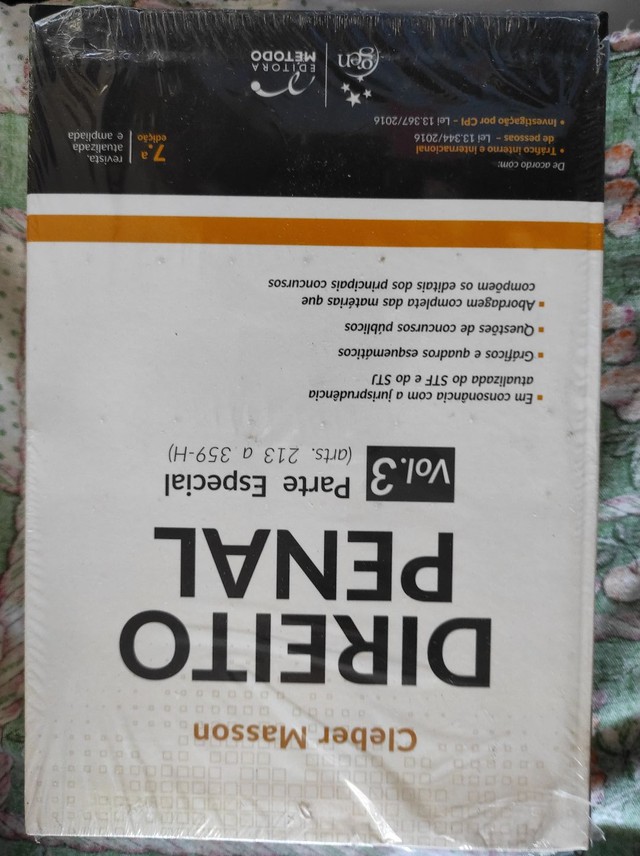 Cleber Masson
DIREITO
PENAL
Vol.3
Parte Especial
(arts. 213 a 359-H)
▪ Em consonância com a jurisprudência
atualizada do STF e do STJ
▪ Gráficos e quadros esquemáticos
▪ Questões de concursos públicos
▪ Abordagem completa das matérias que
compõem os editais dos principais concursos
De acordo com:
• Tráfico interno e internacional
de pessoas – Lei 13.344/2016
• Investigação por CPI – Lei 13.367/2016
7.ª
edição
revista.
atualizada
e ampliada
gen
EDITORA
MÉTODO